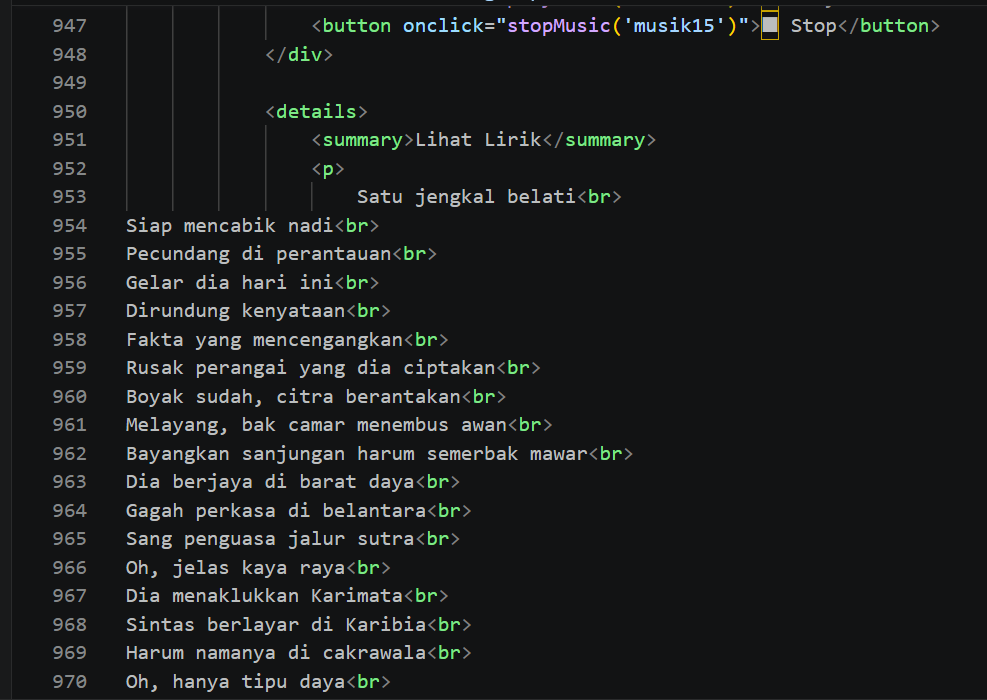 947 <button onclick="stopMusic('musik15')">⬜ Stop</button>
948 </div>
949
950 <details>
951 <summary>Lihat Lirik</summary>
952 <p>
953 Satu jengkal belati<br>
954 Siap mencabik nadi<br>
955 Pecundang di perantauan<br>
956 Gelar dia hari ini<br>
957 Dirundung kenyataan<br>
958 Fakta yang mencengangkan<br>
959 Rusak perangai yang dia ciptakan<br>
960 Boyak sudah, citra berantakan<br>
961 Melayang, bak camar menembus awan<br>
962 Bayangkan sanjungan harum semerbak mawar<br>
963 Dia berjaya di barat daya<br>
964 Gagah perkasa di belantara<br>
965 Sang penguasa jalur sutra<br>
966 Oh, jelas kaya raya<br>
967 Dia menaklukkan Karimata<br>
968 Sintas berlayar di Karibia<br>
969 Harum namanya di cakrawala<br>
970 Oh, hanya tipu daya<br>